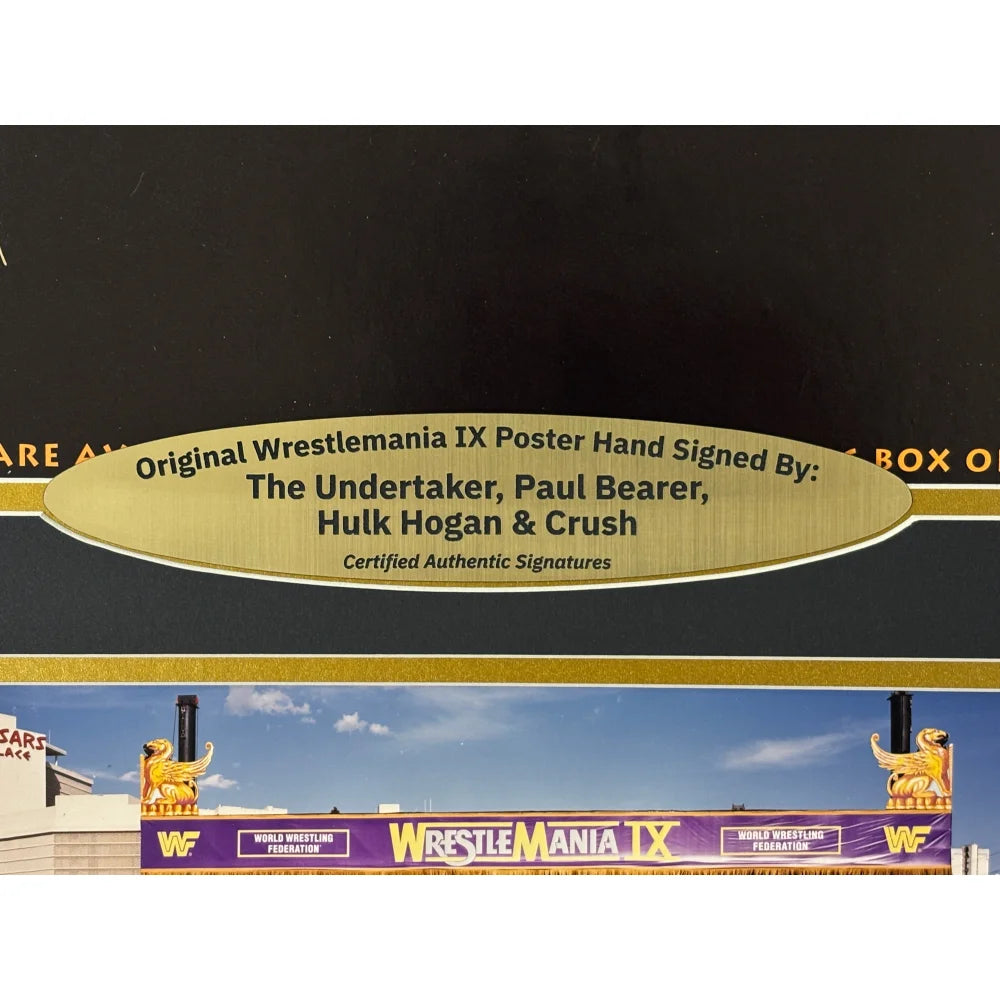 ARE
BOX O
Original Wrestlemania IX Poster Hand Signed By:
The Undertaker, Paul Bearer,
Hulk Hogan & Crush
Certified Authentic Signatures
SARS
LACE
WF
WORLD WRESTLING
FEDERATION
WRESTLEMANIA IX
WORLD WRESTLING
FEDERATION
WF